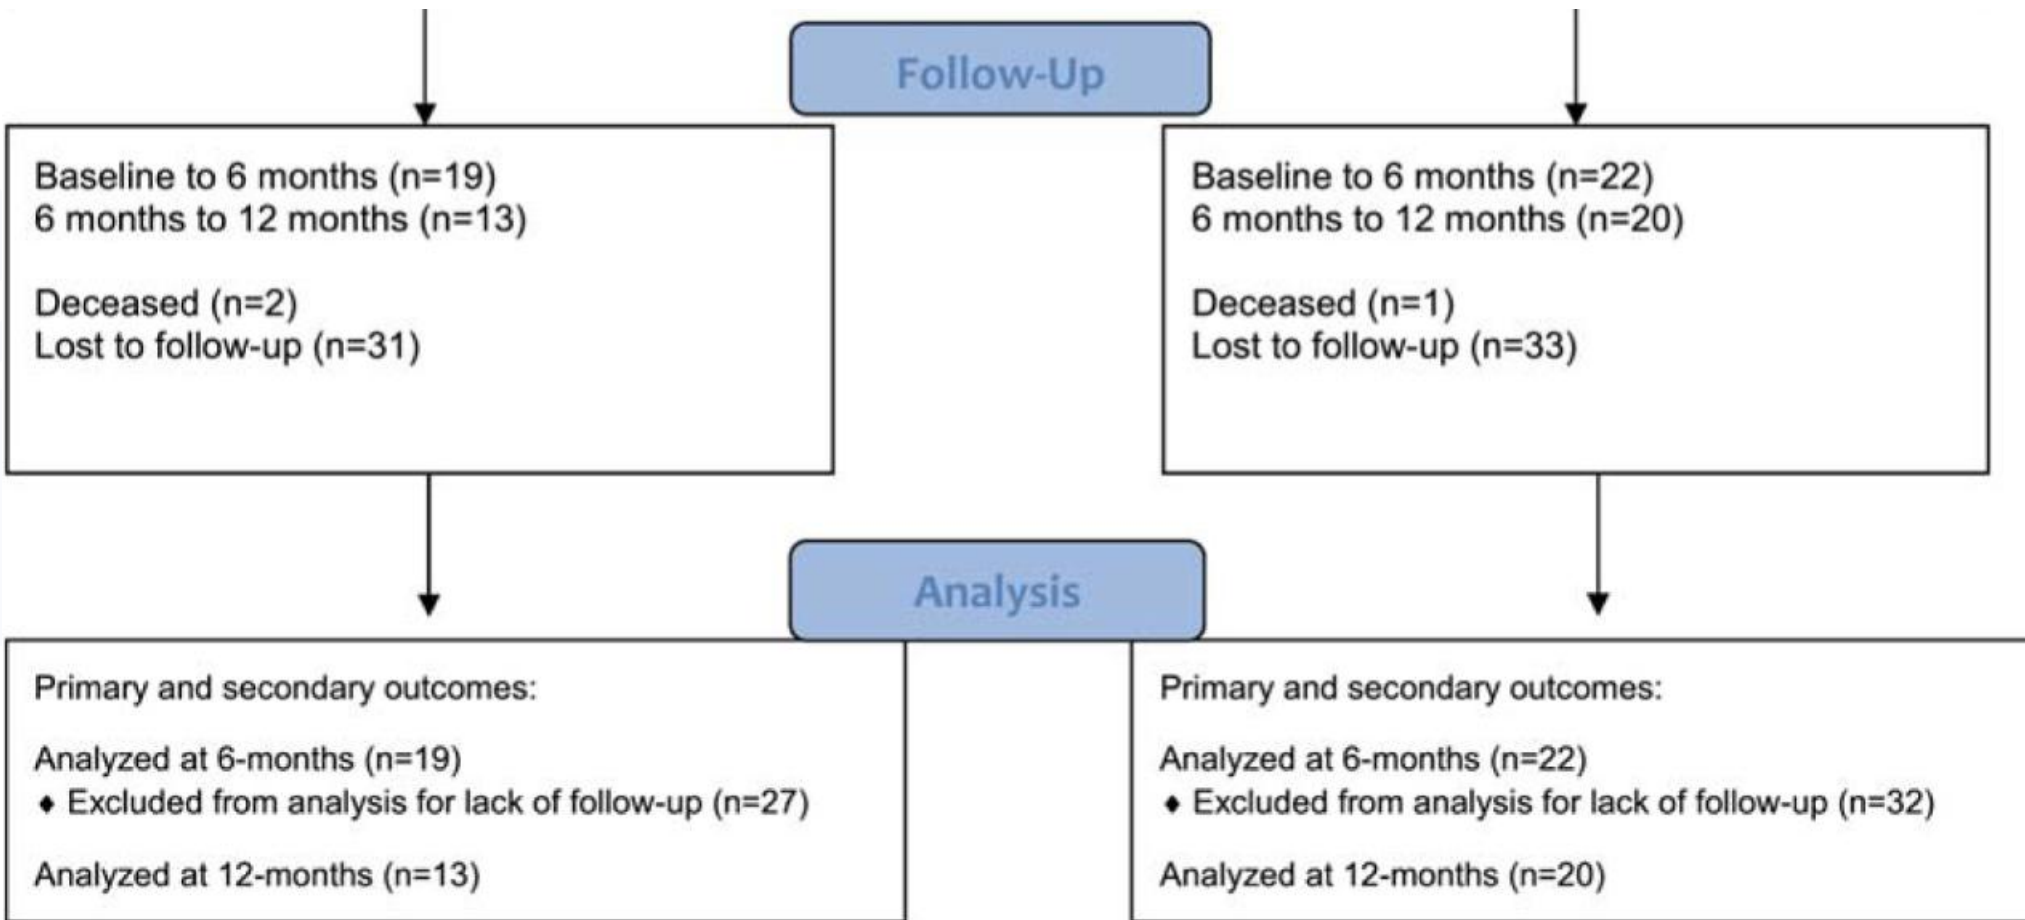 Follow-Up
Baseline to 6 months (n=19)
6 months to 12 months (n=13)
Deceased (n=2)
Lost to follow-up (n=31)
Baseline to 6 months (n=22)
6 months to 12 months (n=20)
Deceased (n=1)
Lost to follow-up (n=33)
Analysis
Primary and secondary outcomes:
Analyzed at 6-months (n=19)
♦ Excluded from analysis for lack of follow-up (n=27)
Analyzed at 12-months (n=13)
Primary and secondary outcomes:
Analyzed at 6-months (n=22)
♦ Excluded from analysis for lack of follow-up (n=32)
Analyzed at 12-months (n=20)